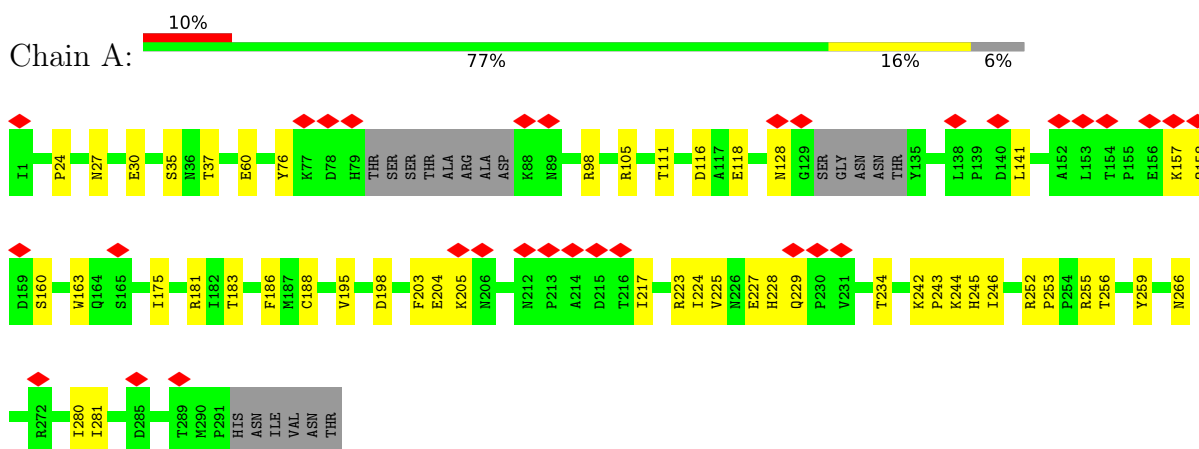 10%
Chain A:
77% 16% 6%
I1 P24 N27 E30 S35 N36 T37 E60 Y76 K77 D78 H79 THR SER SER THR ALA ARG ALA ASP K88 N89 R98 R105 T111 D116 A117 E118 N128 G129 SER GLY ASN ASN THR Y135 L138 P139 D140 L141 A152 L153 T154 P155 E156 K157
D159 S160 W163 Q164 S165 I175 R181 I182 T183 F186 M187 C188 V195 D198 F203 E204 K205 N206 N212 P213 A214 D215 T216 I217 R223 I224 V225 N226 E227 H228 Q229 P230 V231 T234 K242 P243 K244 H245 I246 R252 P253 P254 R255 T256 Y259 N266
R272 I280 I281 D285 T289 M290 P291 HIS ASN ILE VAL ASN THR